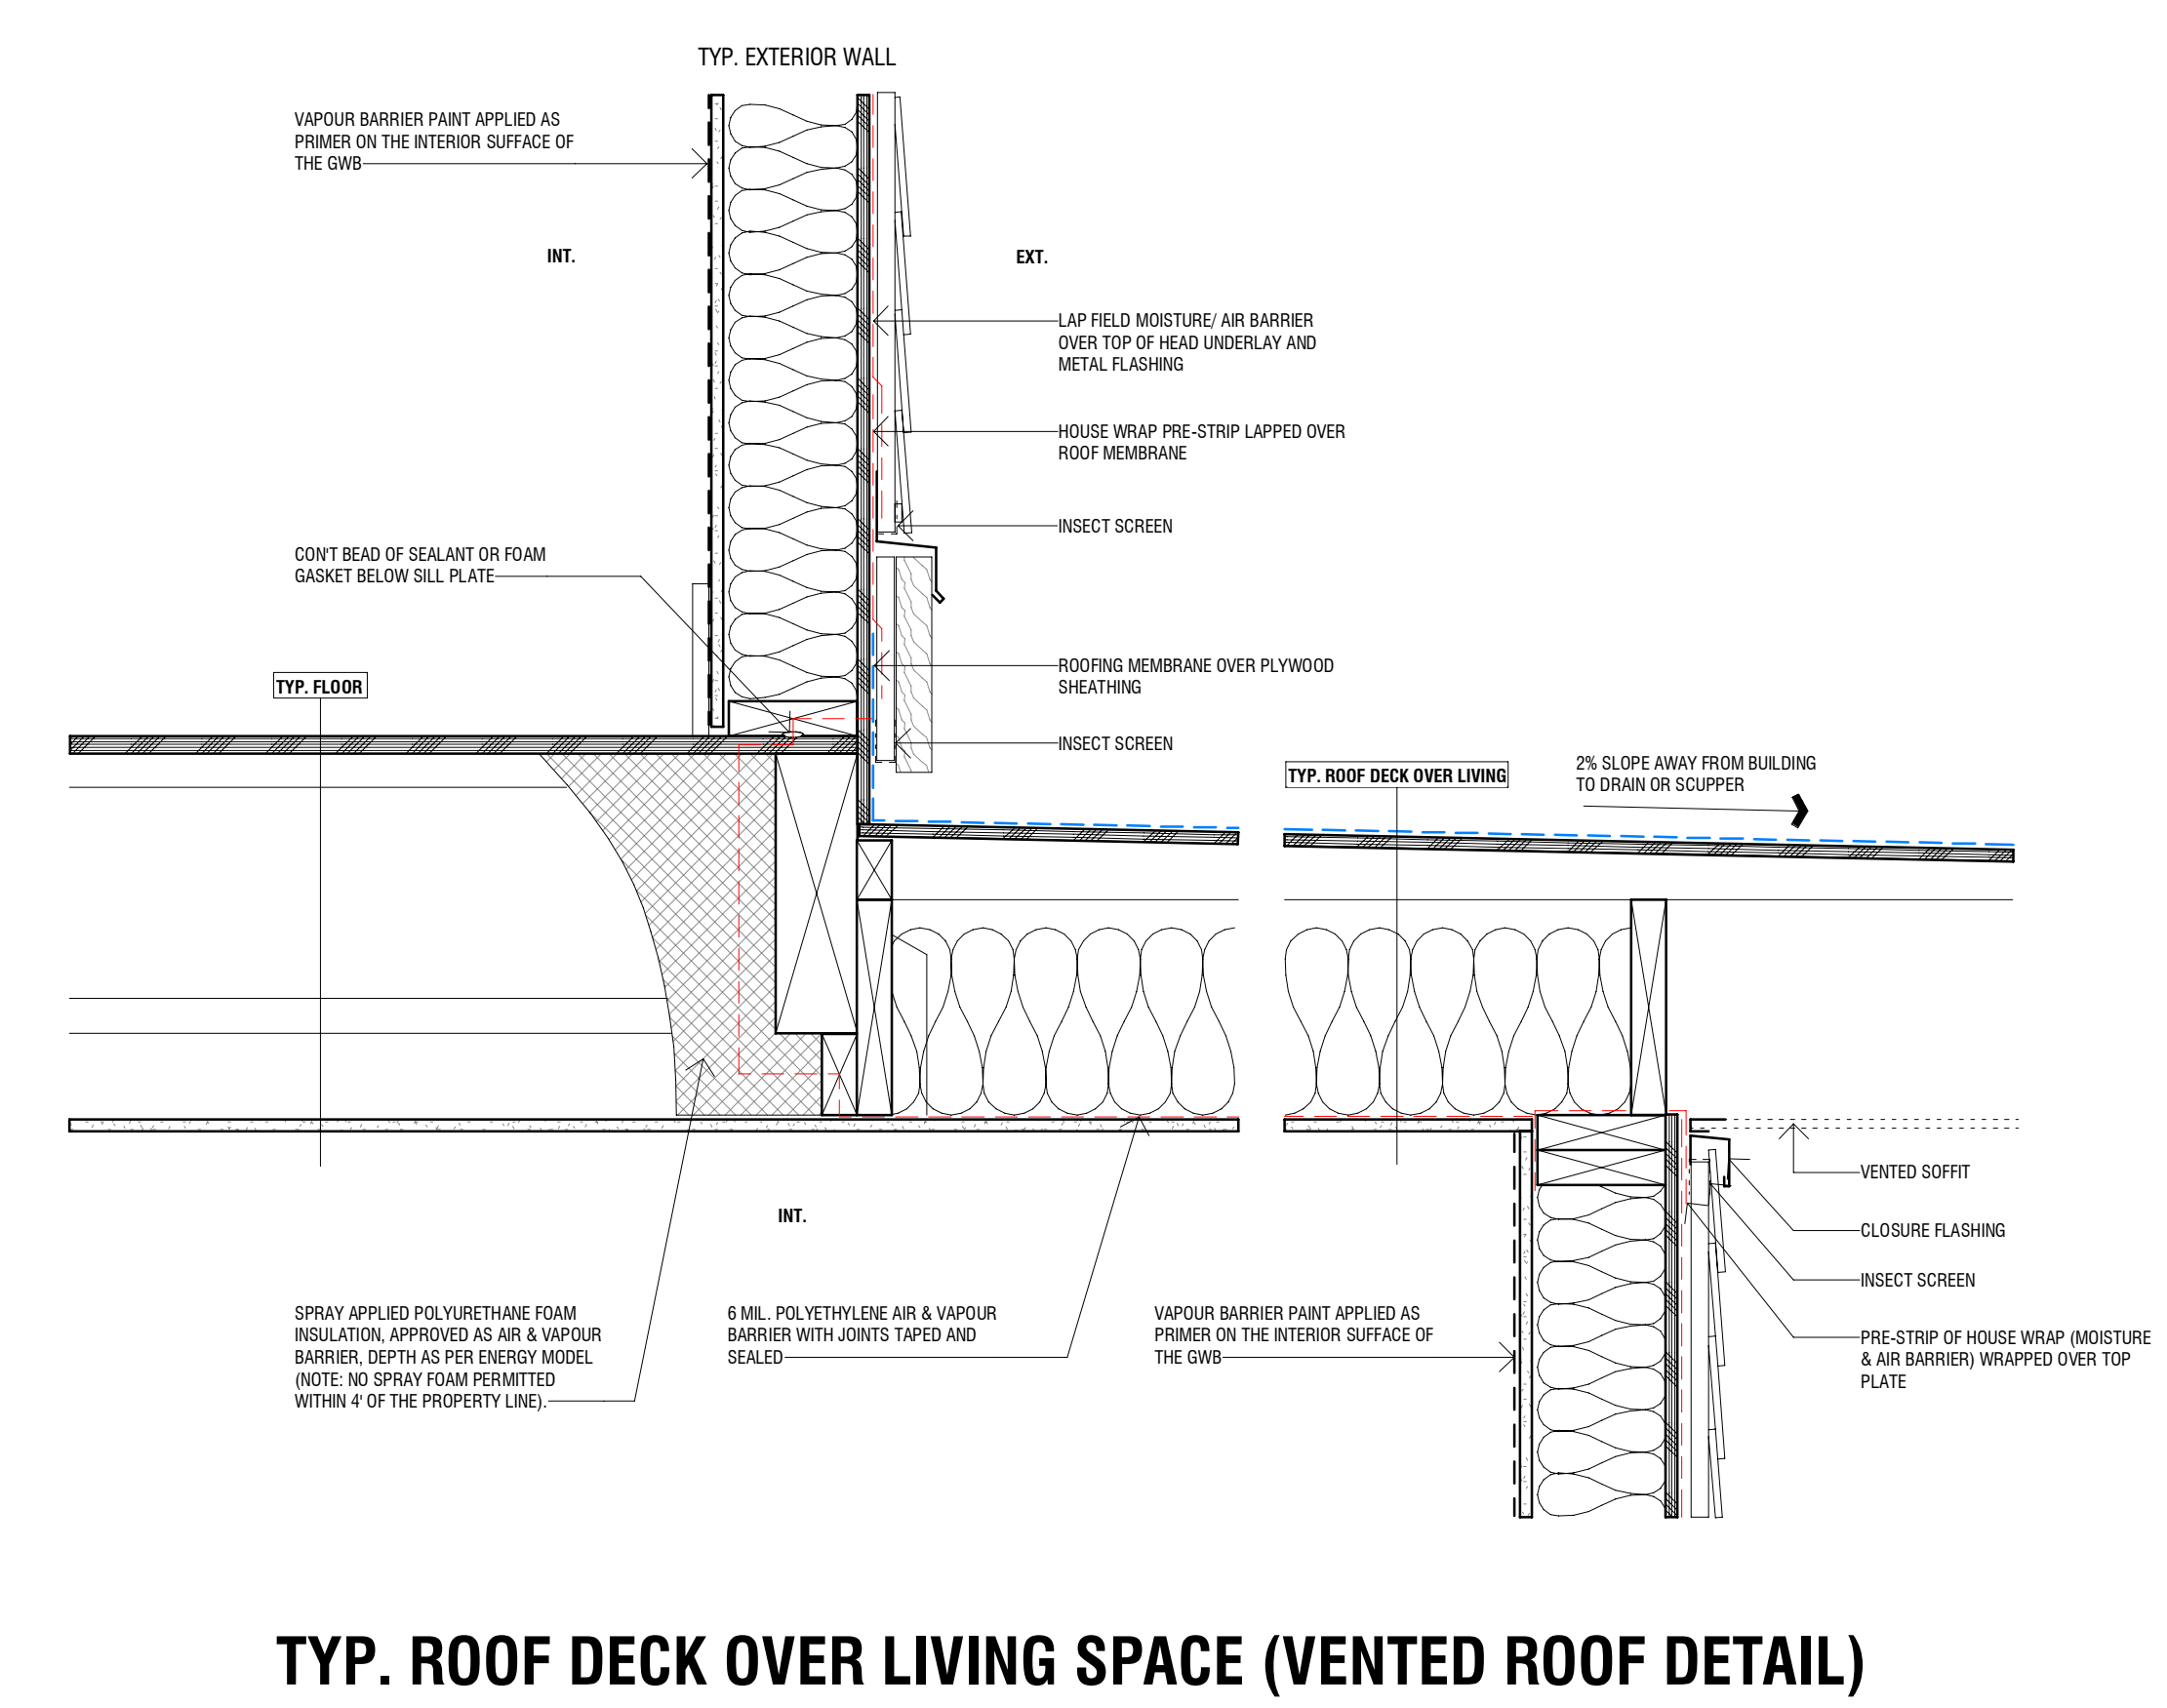 TYP. EXTERIOR WALL
VAPOUR BARRIER PAINT APPLIED AS
PRIMER ON THE INTERIOR SUFFACE OF
THE GWB
INT.
EXT.
LAP FIELD MOISTURE/ AIR BARRIER
OVER TOP OF HEAD UNDERLAY AND
METAL FLASHING
HOUSE WRAP PRE-STRIP LAPPED OVER
ROOF MEMBRANE
INSECT SCREEN
CON'T BEAD OF SEALANT OR FOAM
GASKET BELOW SILL PLATE
ROOFING MEMBRANE OVER PLYWOOD
SHEATHING
TYP. FLOOR
INSECT SCREEN
TYP. ROOF DECK OVER LIVING
2% SLOPE AWAY FROM BUILDING
TO DRAIN OR SCUPPER
VENTED SOFFIT
INT.
CLOSURE FLASHING
INSECT SCREEN
SPRAY APPLIED POLYURETHANE FOAM
INSULATION, APPROVED AS AIR & VAPOUR
BARRIER, DEPTH AS PER ENERGY MODEL
(NOTE: NO SPRAY FOAM PERMITTED
WITHIN 4' OF THE PROPERTY LINE).
6 MIL. POLYETHYLENE AIR & VAPOUR
BARRIER WITH JOINTS TAPED AND
SEALED
VAPOUR BARRIER PAINT APPLIED AS
PRIMER ON THE INTERIOR SUFFACE OF
THE GWB
PRE-STRIP OF HOUSE WRAP (MOISTURE
& AIR BARRIER) WRAPPED OVER TOP
PLATE
TYP. ROOF DECK OVER LIVING SPACE (VENTED ROOF DETAIL)